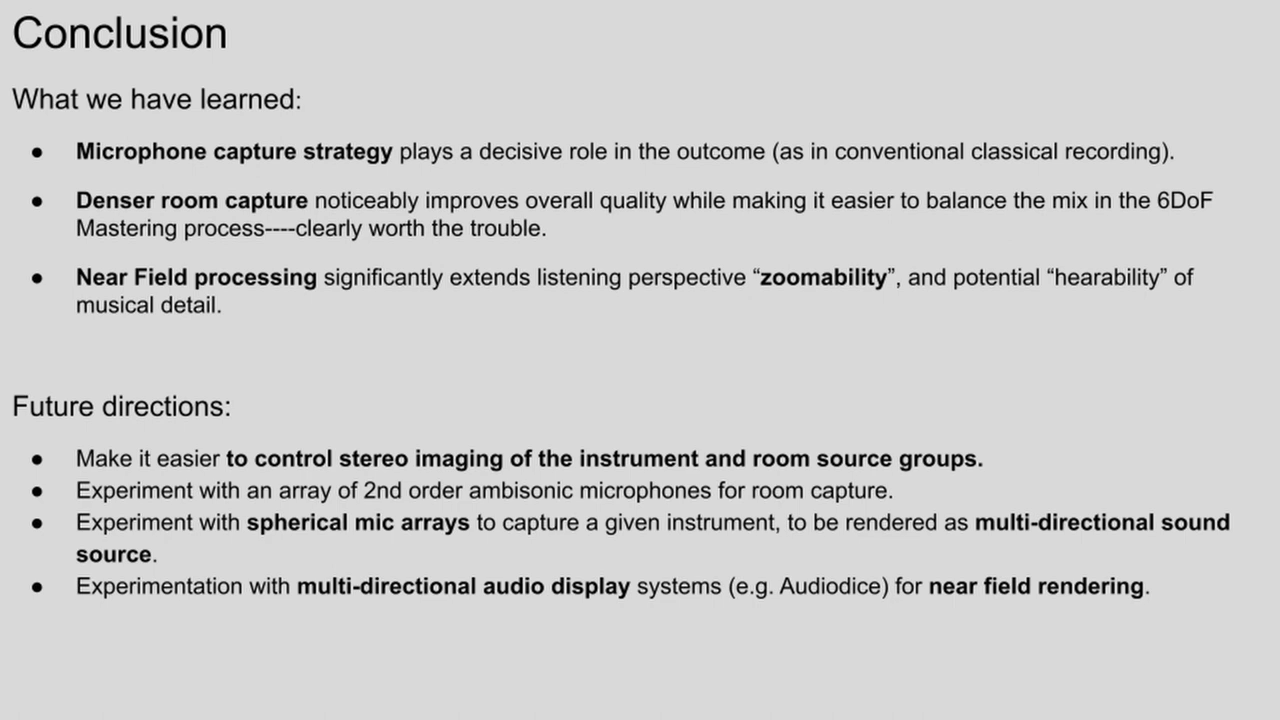 Conclusion
What we have learned:
● Microphone capture strategy plays a decisive role in the outcome (as in conventional classical recording).
● Denser room capture noticeably improves overall quality while making it easier to balance the mix in the 6DoF
Mastering process----clearly worth the trouble.
● Near Field processing significantly extends listening perspective “zoomability”, and potential “hearability” of
musical detail.
Future directions:
● Make it easier to control stereo imaging of the instrument and room source groups.
● Experiment with an array of 2nd order ambisonic microphones for room capture.
● Experiment with spherical mic arrays to capture a given instrument, to be rendered as multi-directional sound
source.
● Experimentation with multi-directional audio display systems (e.g. Audiodice) for near field rendering.